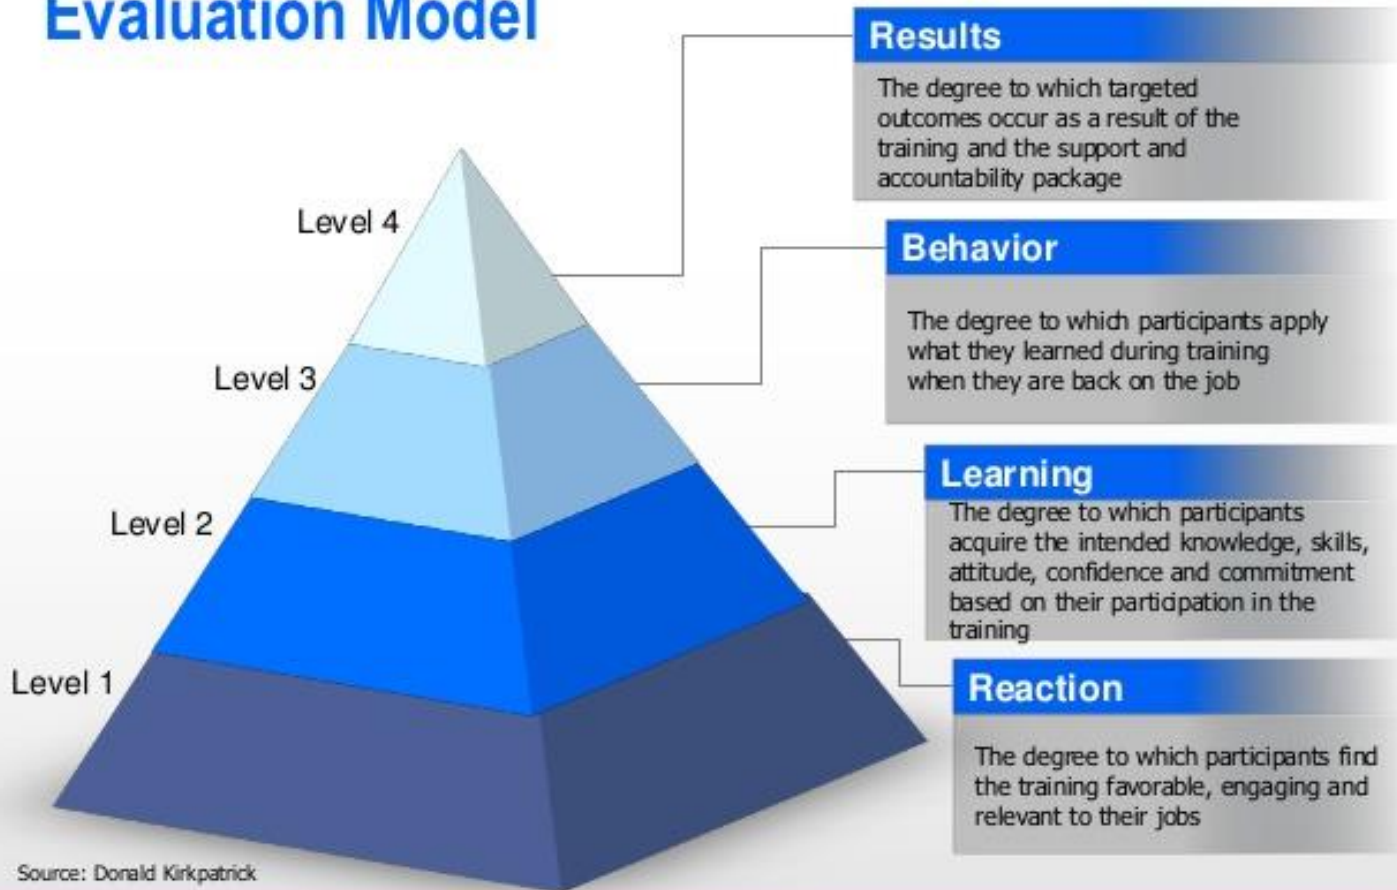 Evaluation Model
Results
The degree to which targeted
outcomes occur as a result of the
training and the support and
accountability package
Level 4
Behavior
The degree to which participants apply
what they learned during training
when they are back on the job
Level 3
Learning
The degree to which participants
acquire the intended knowledge, skills,
attitude, confidence and commitment
based on their participation in the
training
Level 2
Reaction
The degree to which participants find
the training favorable, engaging and
relevant to their jobs
Level 1
Source: Donald Kirkpatrick